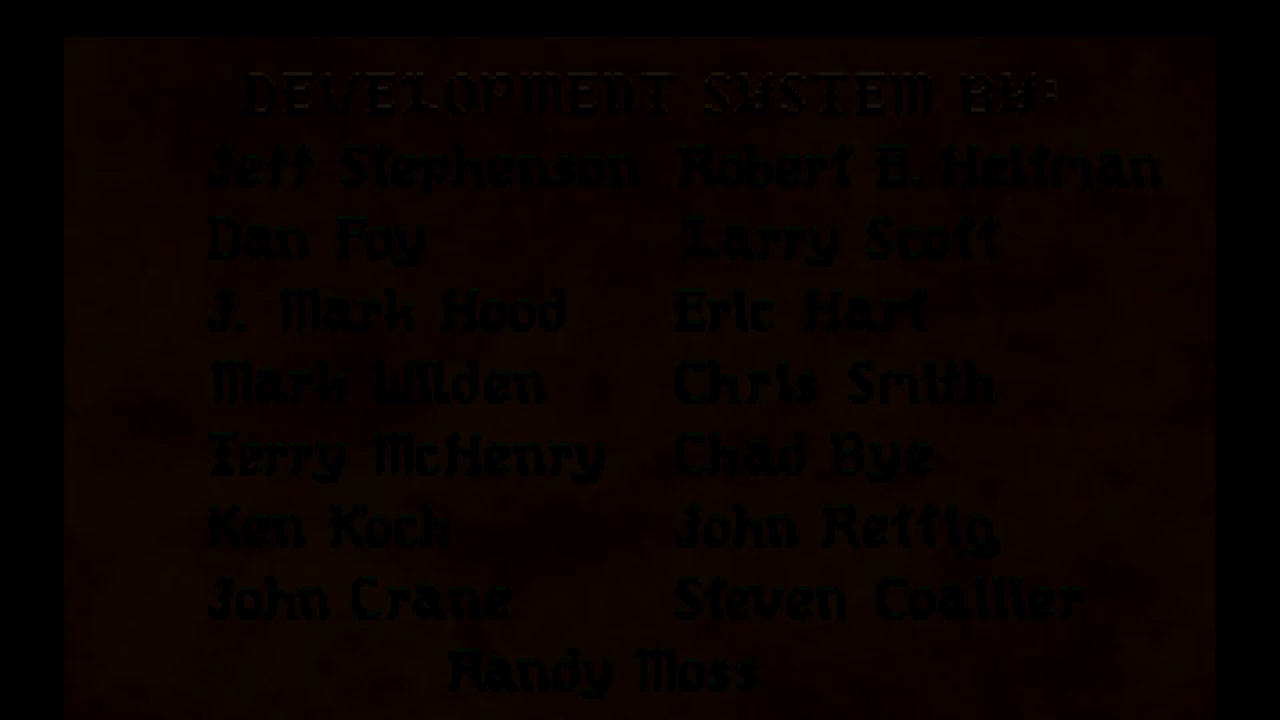 DEVELOPMENT SYSTEM BY:
Jeff Stephenson Robert E. Heitman
Dan Foy Larry Scott
J. Mark Hood Eric Hart
Mark Wilden Chris Smith
Terry McHenry Chad Bye
Ken Koch John Rettig
John Crane Steven Coallier
Randy Moss